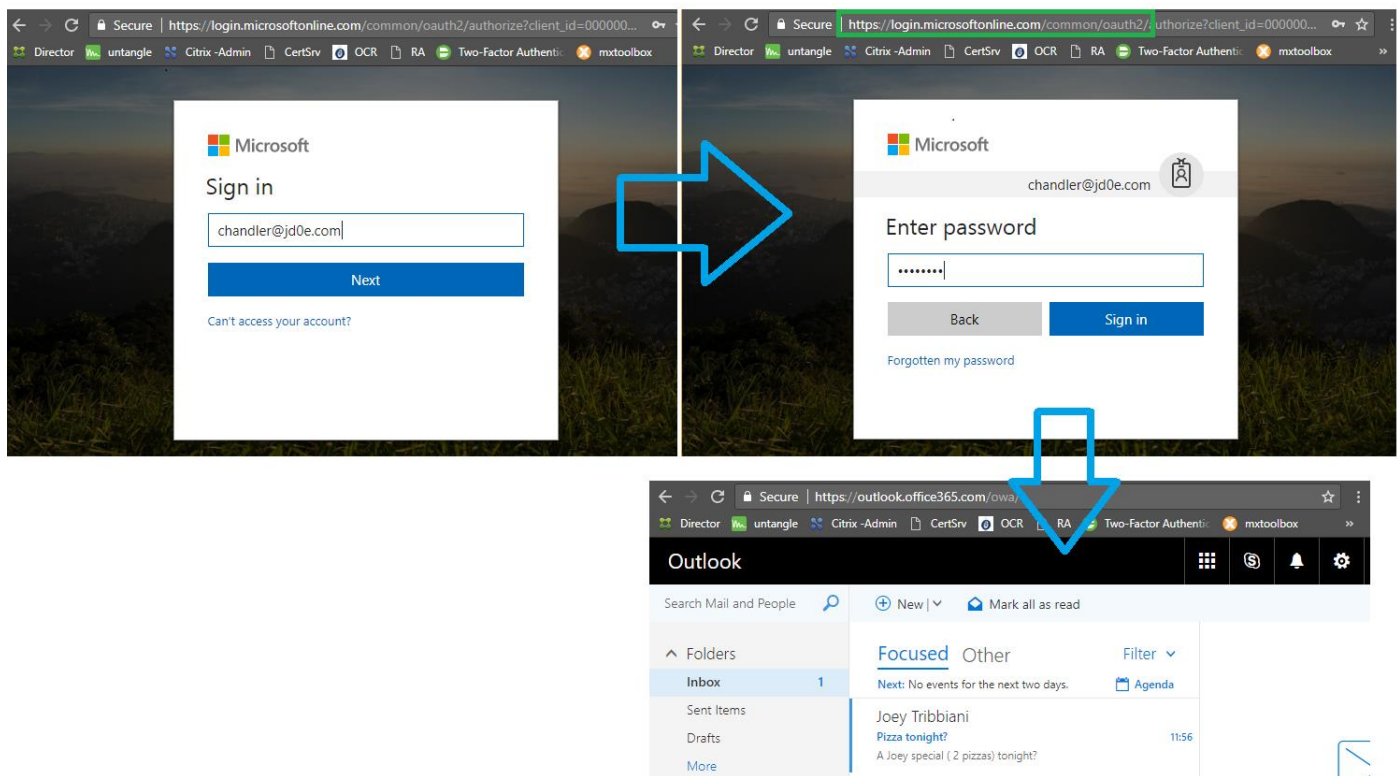 Secure | https://login.microsoftonline.com/common/oauth2/authorize?client_id=000000...
Director untangle Citrix -Admin CertSrv OCR RA Two-Factor Authentic mxtoolbox
Microsoft
Sign in
chandler@jd0e.com
Next
Can't access your account?
Secure | https://login.microsoftonline.com/common/oauth2/authorize?client_id=000000...
Director untangle Citrix -Admin CertSrv OCR RA Two-Factor Authentic mxtoolbox »
Microsoft
chandler@jd0e.com
Enter password
••••••••
Back Sign in
Forgotten my password
Secure | https://outlook.office365.com/owa/
Director untangle Citrix -Admin CertSrv OCR RA Two-Factor Authentic mxtoolbox »
Outlook
Search Mail and People
New Mark all as read
Folders
Inbox 1
Sent Items
Drafts
More
Focused Other Filter
Next: No events for the next two days. Agenda
Joey Tribbiani
Pizza tonight? 11:56
A Joey special ( 2 pizzas) tonight?